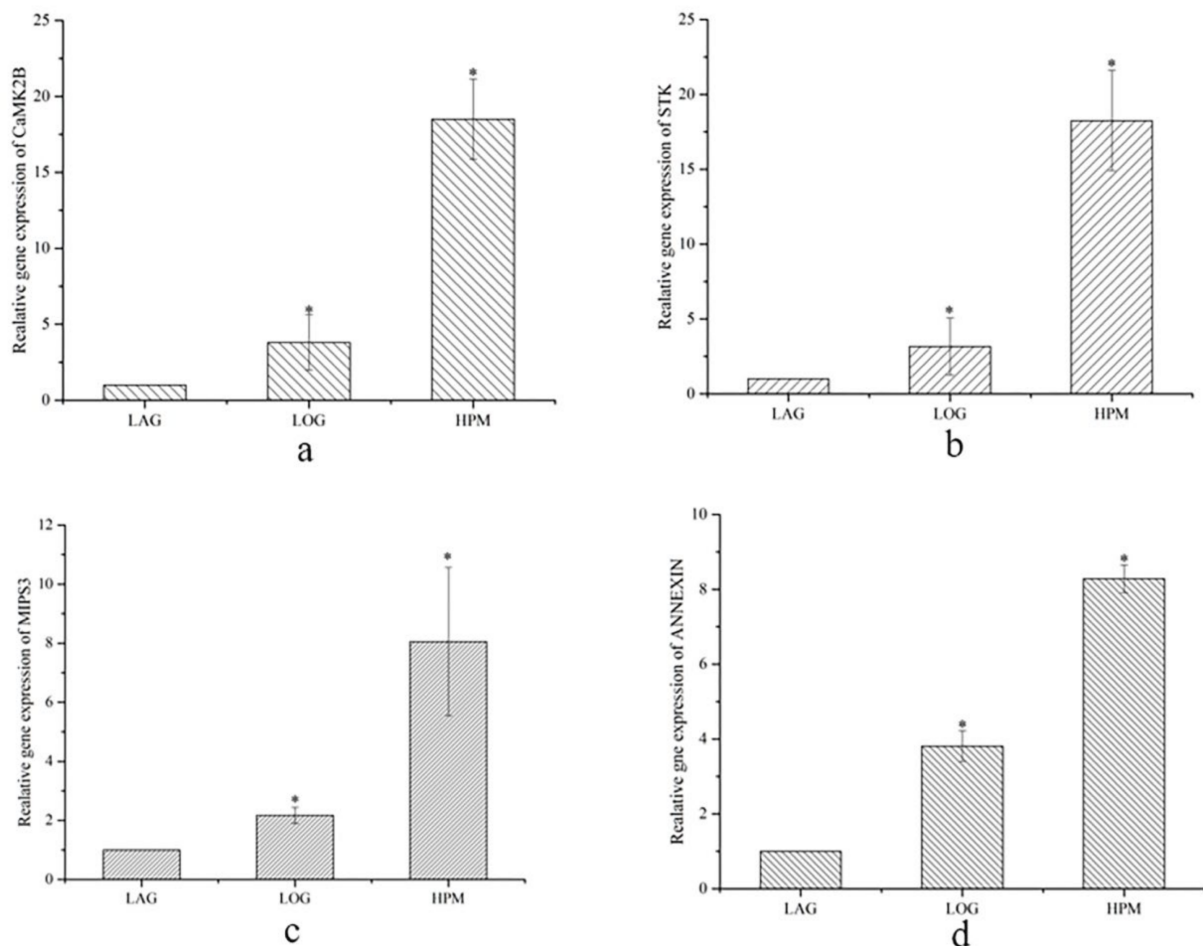 Realative gene expression of CaMK2B
25
20
15
10
5
0
*
*
LAG
LOG
HPM
a
Realative gene expression of STK
25
20
15
10
5
0
*
*
LAG
LOG
HPM
b
Realative gene expression of MIPS3
12
10
8
6
4
2
0
*
*
LAG
LOG
HPM
c
Realative gne expression of ANNEXIN
10
8
6
4
2
0
*
*
LAG
LOG
HPM
d